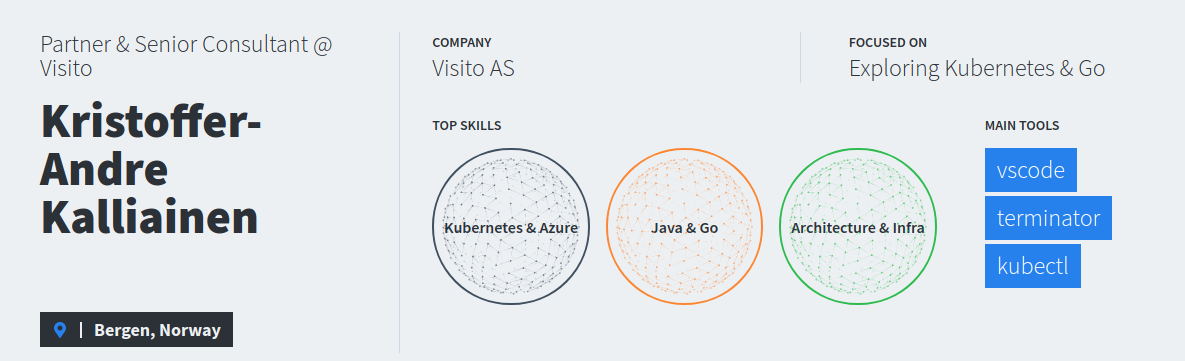 Partner & Senior Consultant @
Visito
Kristoffer-
Andre
Kalliainen
Bergen, Norway
COMPANY
Visito AS
FOCUSED ON
Exploring Kubernetes & Go
TOP SKILLS
Kubernetes & Azure
Java & Go
Architecture & Infra
MAIN TOOLS
vscode
terminator
kubectl